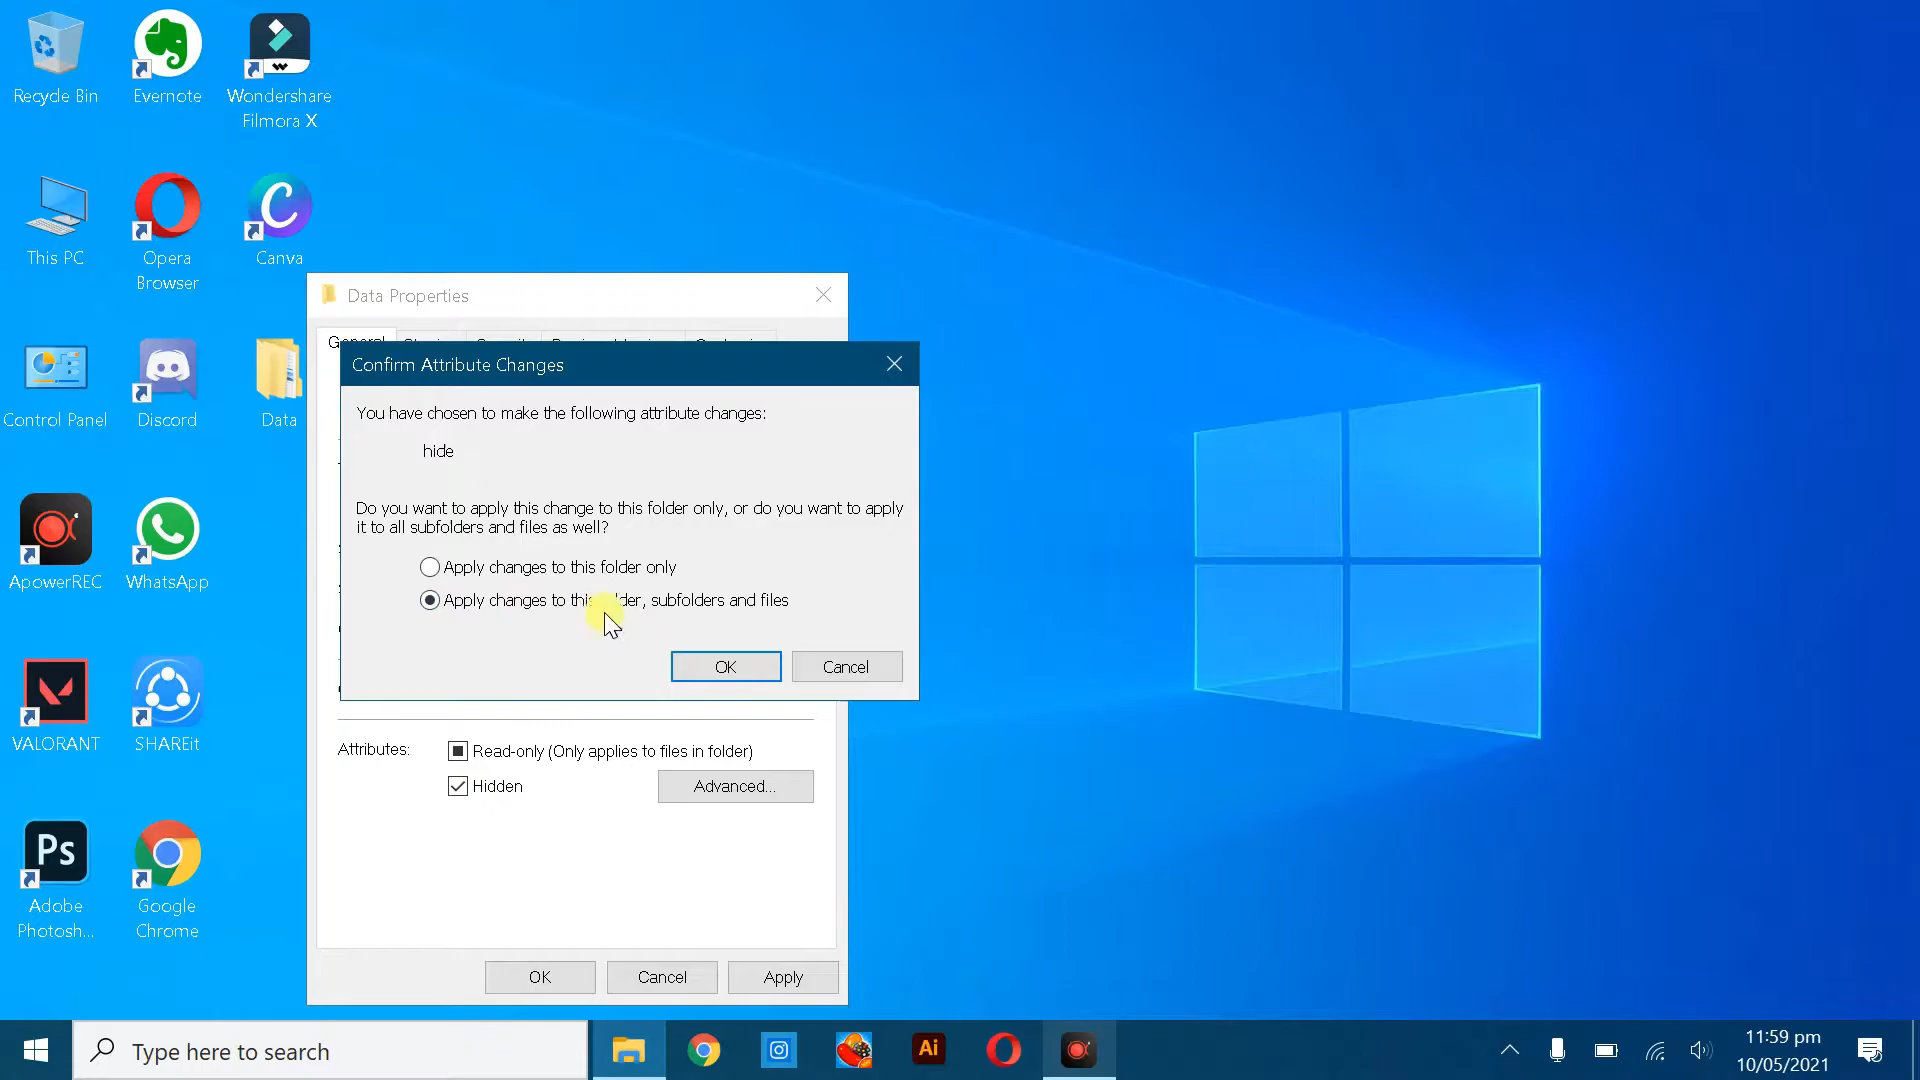 Recycle Bin
Evernote
Wondershare
Filmora X
This PC
Opera
Browser
Canva
Control Panel
Discord
Data
ApowerREC
WhatsApp
VALORANT
SHAREit
Ps
Adobe
Photosh...
Google
Chrome
Data Properties
General
Confirm Attribute Changes
You have chosen to make the following attribute changes:
hide
Do you want to apply this change to this folder only, or do you want to apply
it to all subfolders and files as well?
Apply changes to this folder only
Apply changes to this folder, subfolders and files
OK
Cancel
Attributes:
Read-only (Only applies to files in folder)
Hidden
Advanced...
OK
Cancel
Apply
Type here to search
Ai
11:59 pm
10/05/2021